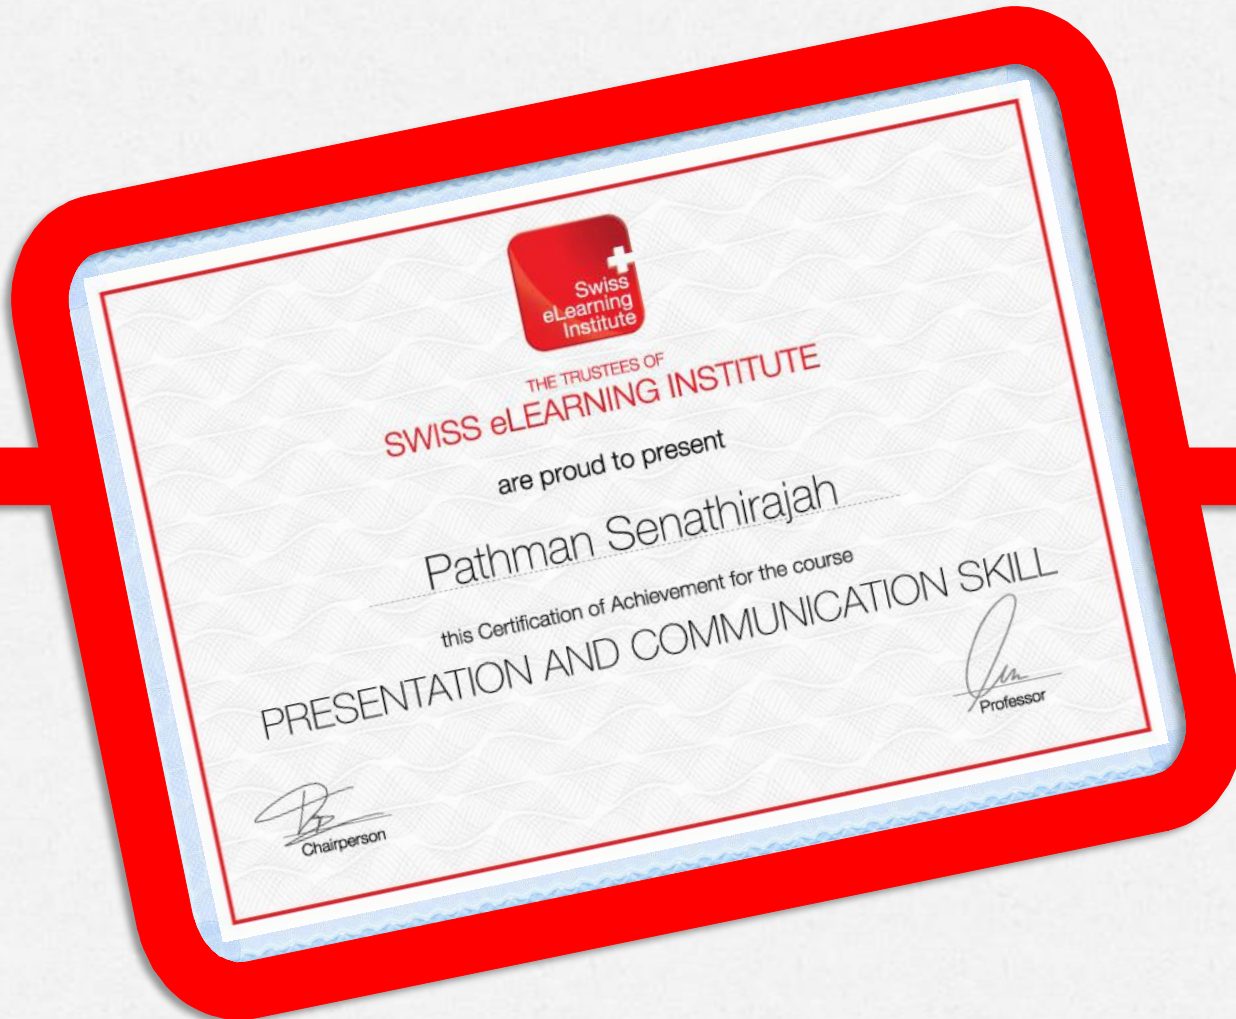 Swiss
eLearning
Institute
THE TRUSTEES OF
SWISS eLEARNING INSTITUTE
are proud to present
Pathman Senathirajah
this Certification of Achievement for the course
PRESENTATION AND COMMUNICATION SKILL
Professor
Chairperson